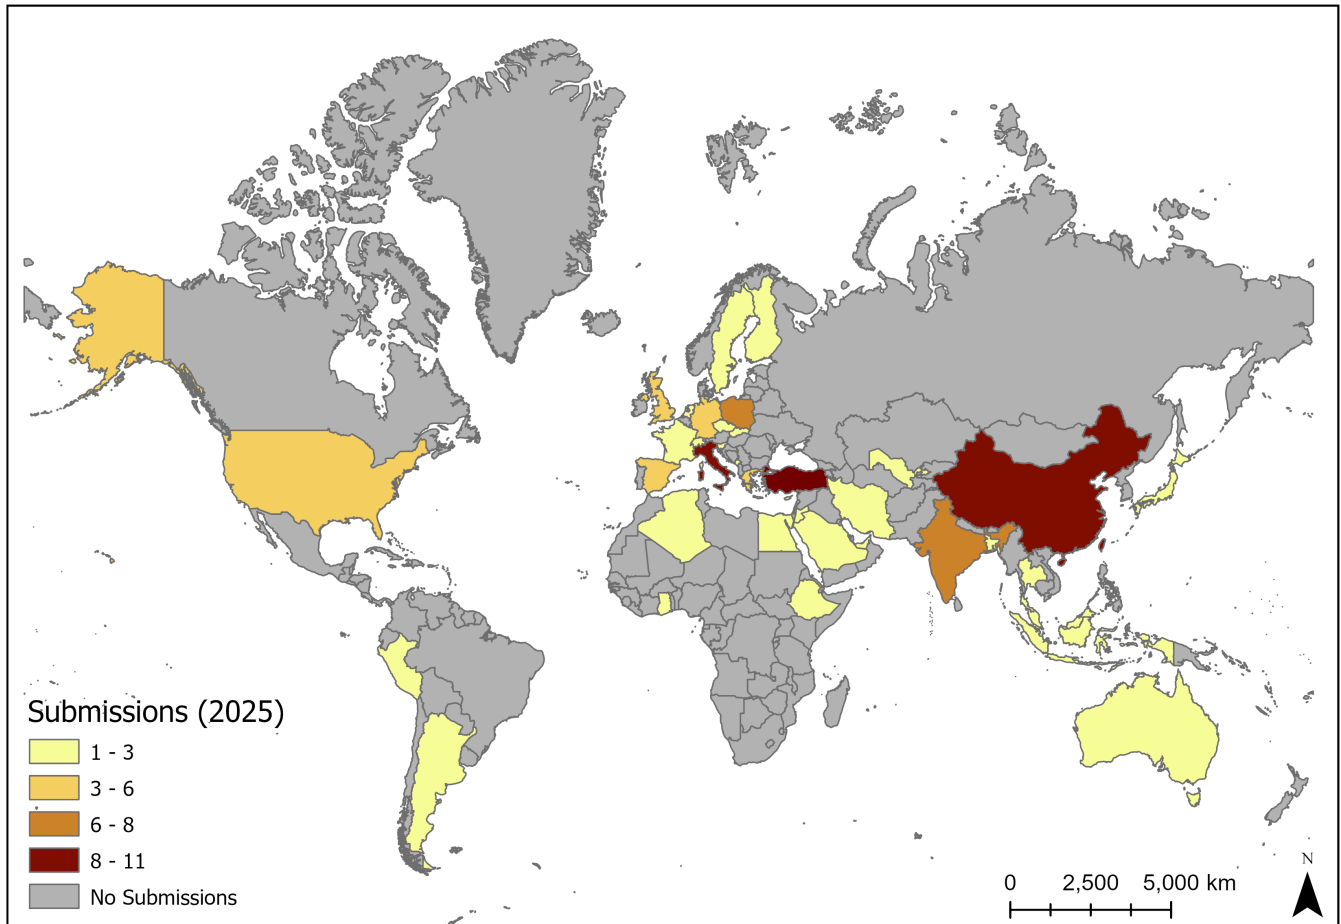 Submissions (2025)
1 - 3
3 - 6
6 - 8
8 - 11
No Submissions
0 2,500 5,000 km
N